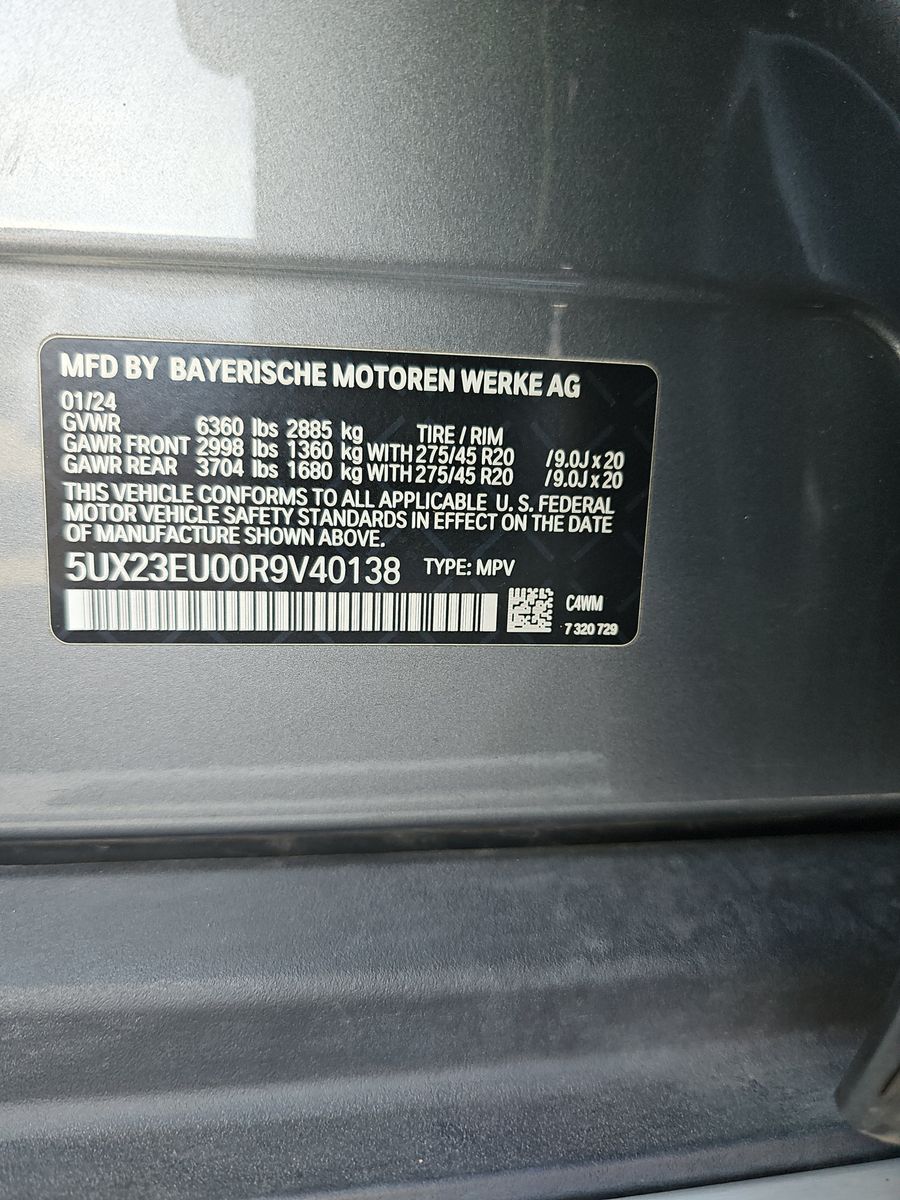 MFD BY BAYERISCHE MOTOREN WERKE AG
01/24
GVWR 6360 lbs 2885 kg TIRE / RIM
GAWR FRONT 2998 lbs 1360 kg WITH 275/45 R20 /9.0J x 20
GAWR REAR 3704 lbs 1680 kg WITH 275/45 R20 /9.0J x 20
THIS VEHICLE CONFORMS TO ALL APPLICABLE U. S. FEDERAL
MOTOR VEHICLE SAFETY STANDARDS IN EFFECT ON THE DATE
OF MANUFACTURE SHOWN ABOVE.
5UX23EU00R9V40138 TYPE: MPV
C4WM
7 320 729